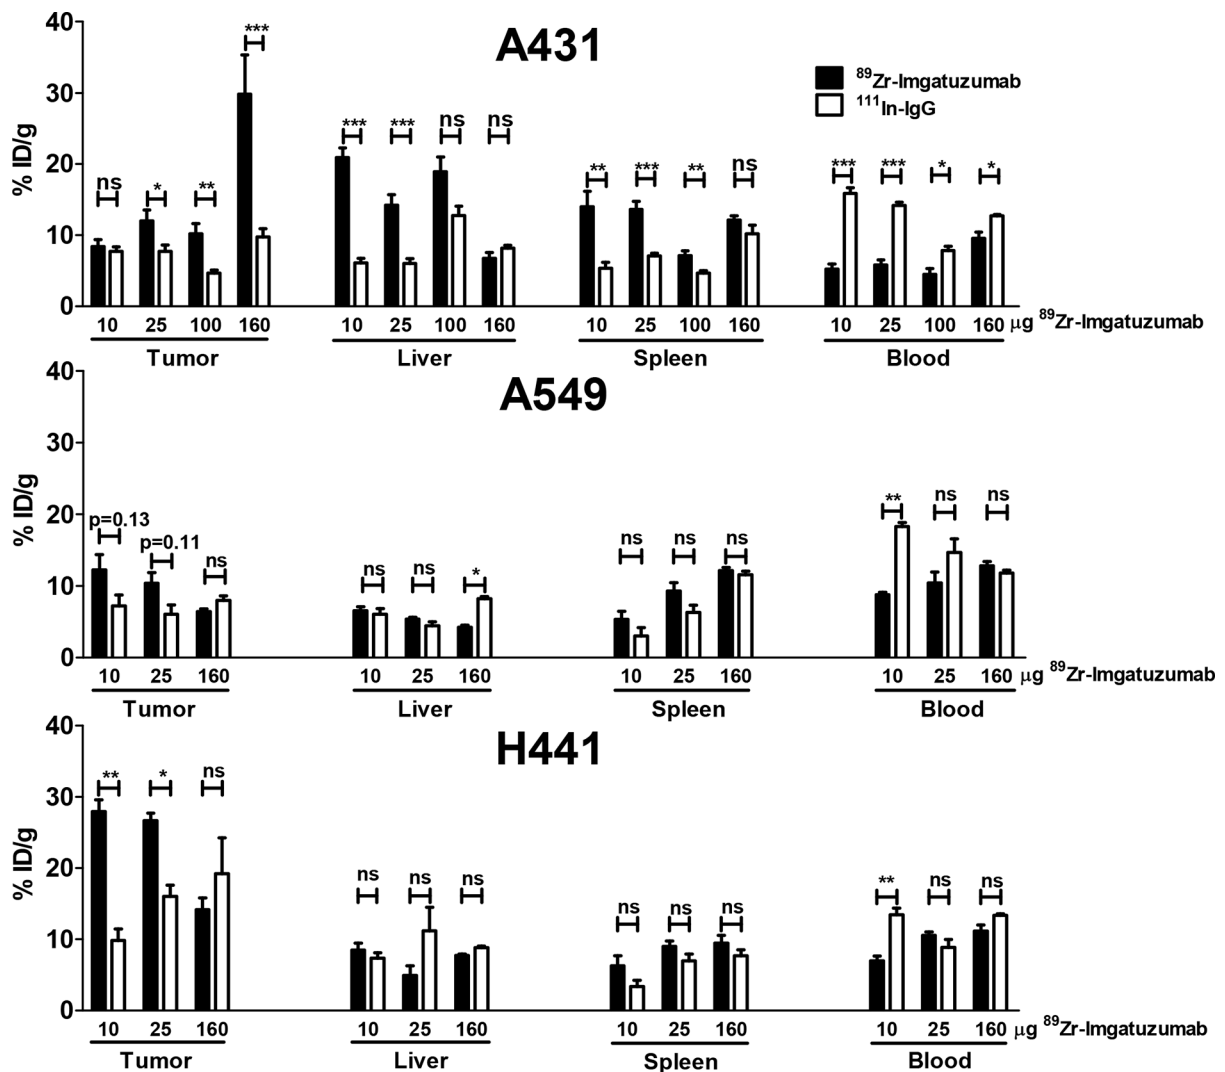 A431
% ID/g
40
30
20
10
0
⁸⁹Zr-Imgatuzumab
¹¹¹In-IgG
ns * ** *** *** *** ns ns ** *** ** ns *** *** * *
10 25 100 160 10 25 100 160 10 25 100 160 10 25 100 160 μg ⁸⁹Zr-Imgatuzumab
Tumor Liver Spleen Blood
A549
% ID/g
40
30
20
10
0
p=0.13 p=0.11 ns ns ns * ns ns ns ** ns ns
10 25 160 10 25 160 10 25 160 10 25 160 μg ⁸⁹Zr-Imgatuzumab
Tumor Liver Spleen Blood
H441
% ID/g
40
30
20
10
0
** * ns ns ns ns ns ns ns ** ns ns
10 25 160 10 25 160 10 25 160 10 25 160 μg ⁸⁹Zr-Imgatuzumab
Tumor Liver Spleen Blood